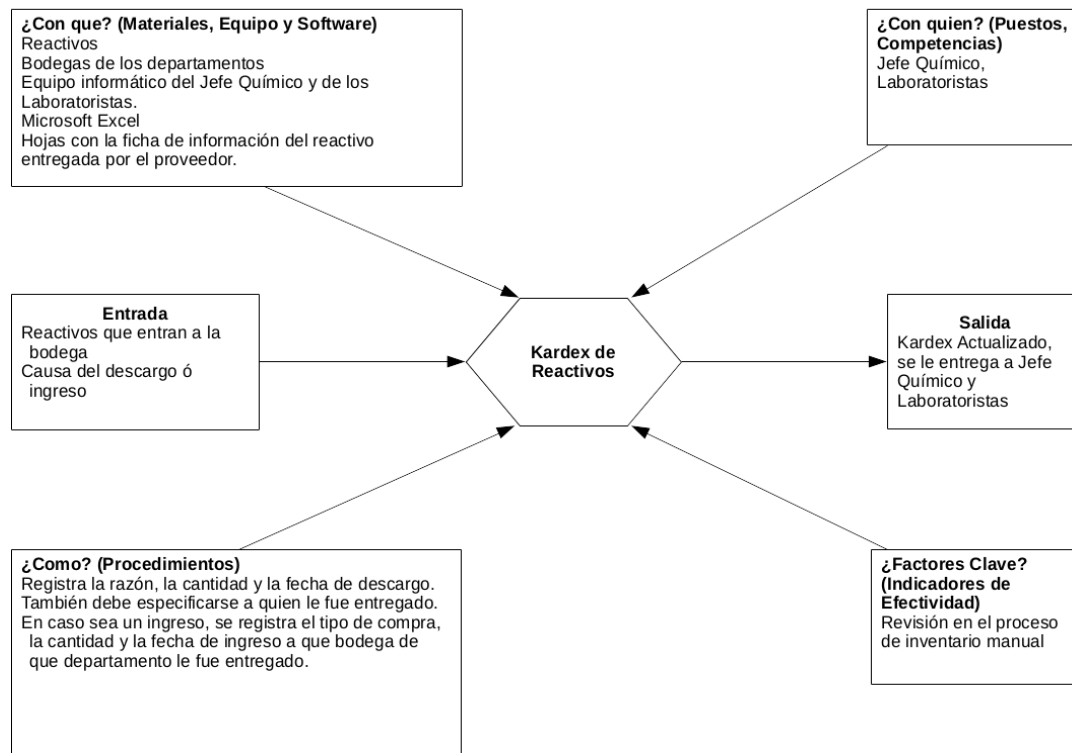 ¿Con que? (Materiales, Equipo y Software)
Reactivos
Bodegas de los departamentos
Equipo informático del Jefe Químico y de los
Laboratoristas.
Microsoft Excel
Hojas con la ficha de información del reactivo
entregada por el proveedor.
¿Con quien? (Puestos,
Competencias)
Jefe Químico,
Laboratoristas
Entrada
Reactivos que entran a la
bodega
Causa del descargo ó
ingreso
Kardex de
Reactivos
Salida
Kardex Actualizado,
se le entrega a Jefe
Químico y
Laboratoristas
¿Como? (Procedimientos)
Registra la razón, la cantidad y la fecha de descargo.
También debe especificarse a quien le fue entregado.
En caso sea un ingreso, se registra el tipo de compra,
la cantidad y la fecha de ingreso a que bodega de
que departamento le fue entregado.
¿Factores Clave?
(Indicadores de
Efectividad)
Revisión en el proceso
de inventario manual